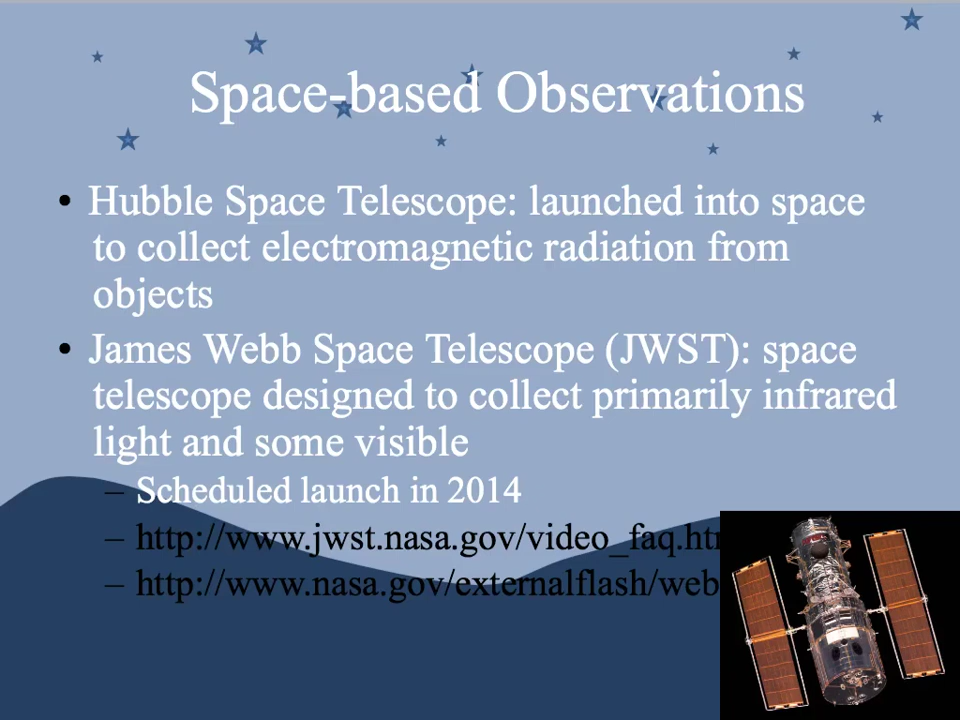 Space-based Observations
• Hubble Space Telescope: launched into space
to collect electromagnetic radiation from
objects
• James Webb Space Telescope (JWST): space
telescope designed to collect primarily infrared
light and some visible
– Scheduled launch in 2014
– http://www.jwst.nasa.gov/video_faq.ht
– http://www.nasa.gov/externalflash/web